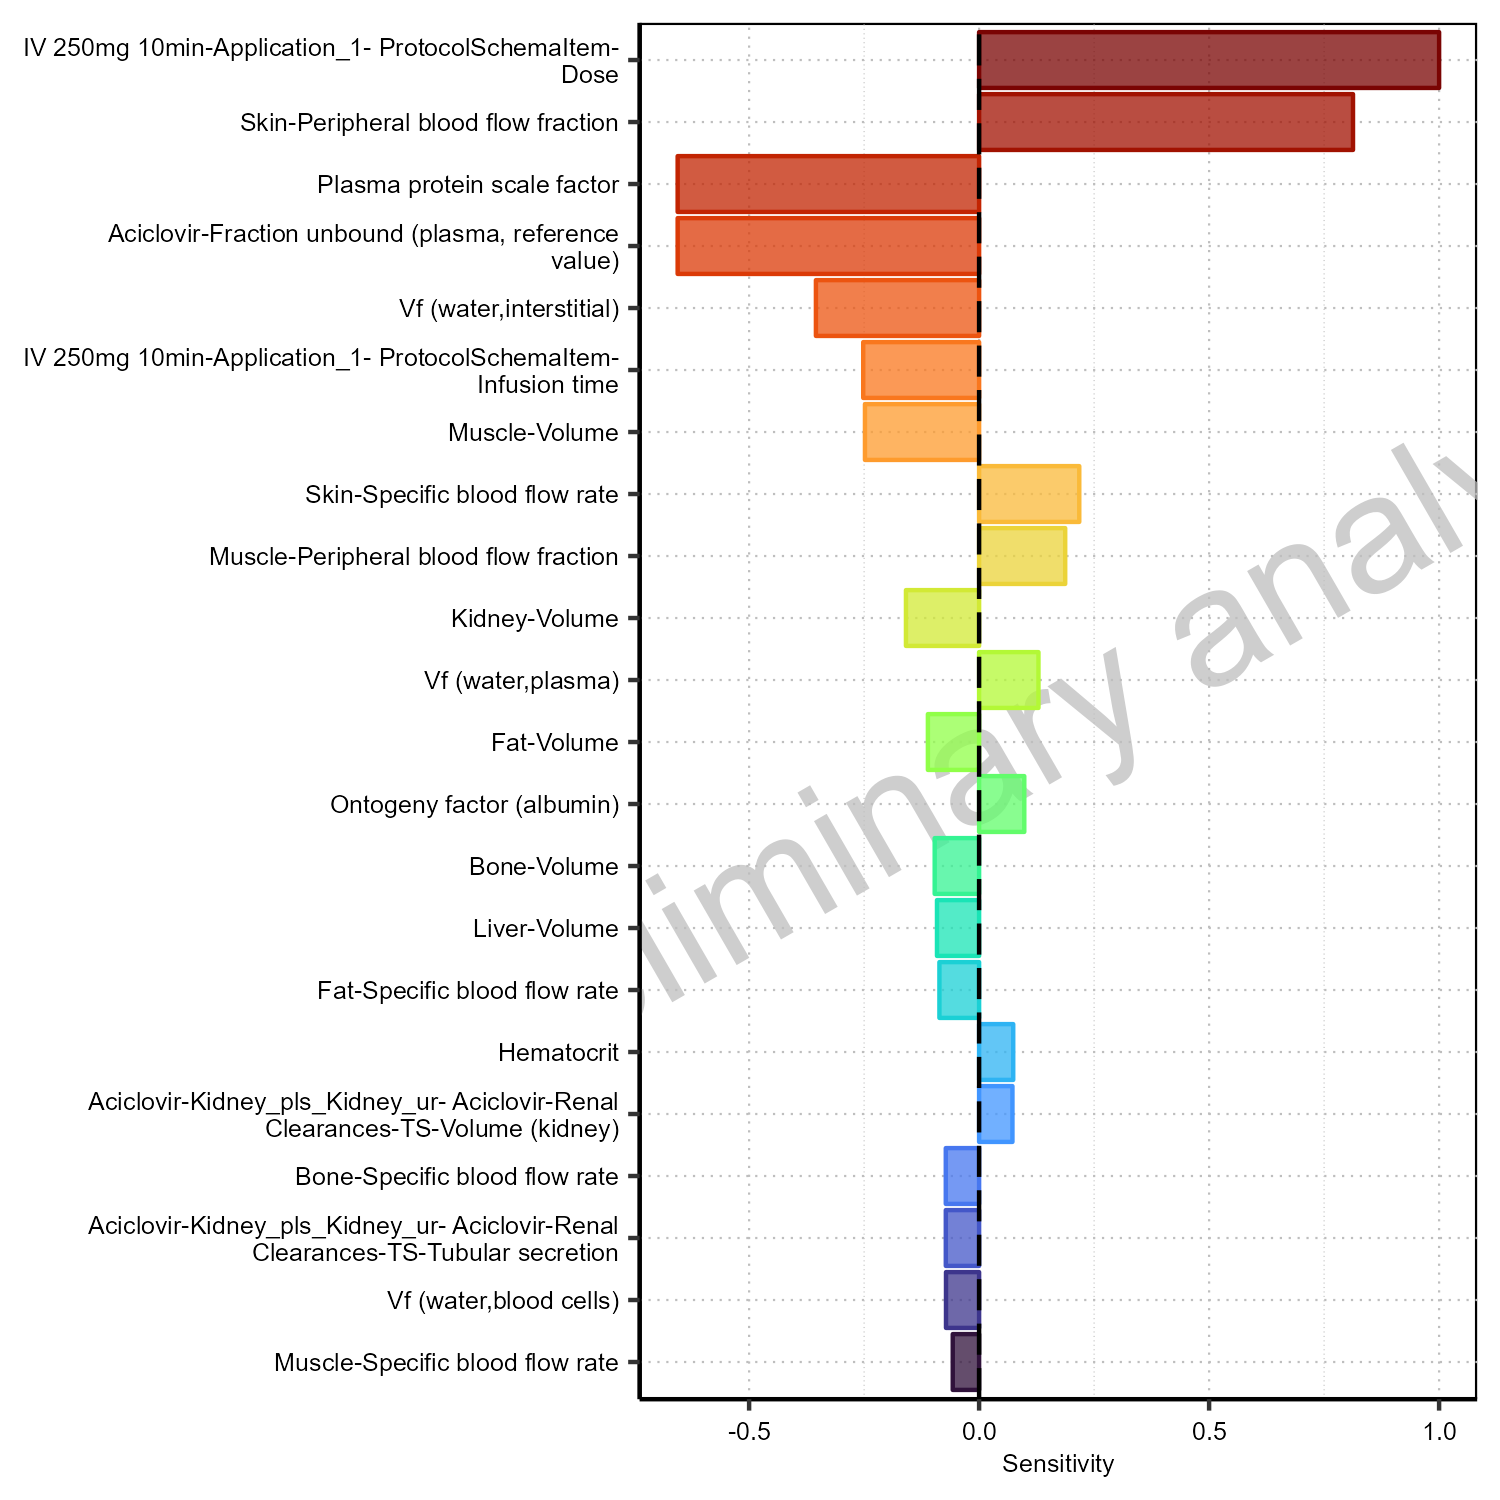 IV 250mg 10min-Application_1- ProtocolSchemaItem-
Dose
Skin-Peripheral blood flow fraction
Plasma protein scale factor
Aciclovir-Fraction unbound (plasma, reference
value)
Vf (water,interstitial)
IV 250mg 10min-Application_1- ProtocolSchemaItem-
Infusion time
Muscle-Volume
Skin-Specific blood flow rate
Muscle-Peripheral blood flow fraction
Kidney-Volume
Vf (water,plasma)
Fat-Volume
Ontogeny factor (albumin)
Bone-Volume
Liver-Volume
Fat-Specific blood flow rate
Hematocrit
Aciclovir-Kidney_pls_Kidney_ur- Aciclovir-Renal
Clearances-TS-Volume (kidney)
Bone-Specific blood flow rate
Aciclovir-Kidney_pls_Kidney_ur- Aciclovir-Renal
Clearances-TS-Tubular secretion
Vf (water,blood cells)
Muscle-Specific blood flow rate
-0.5 0.0 0.5 1.0
Sensitivity